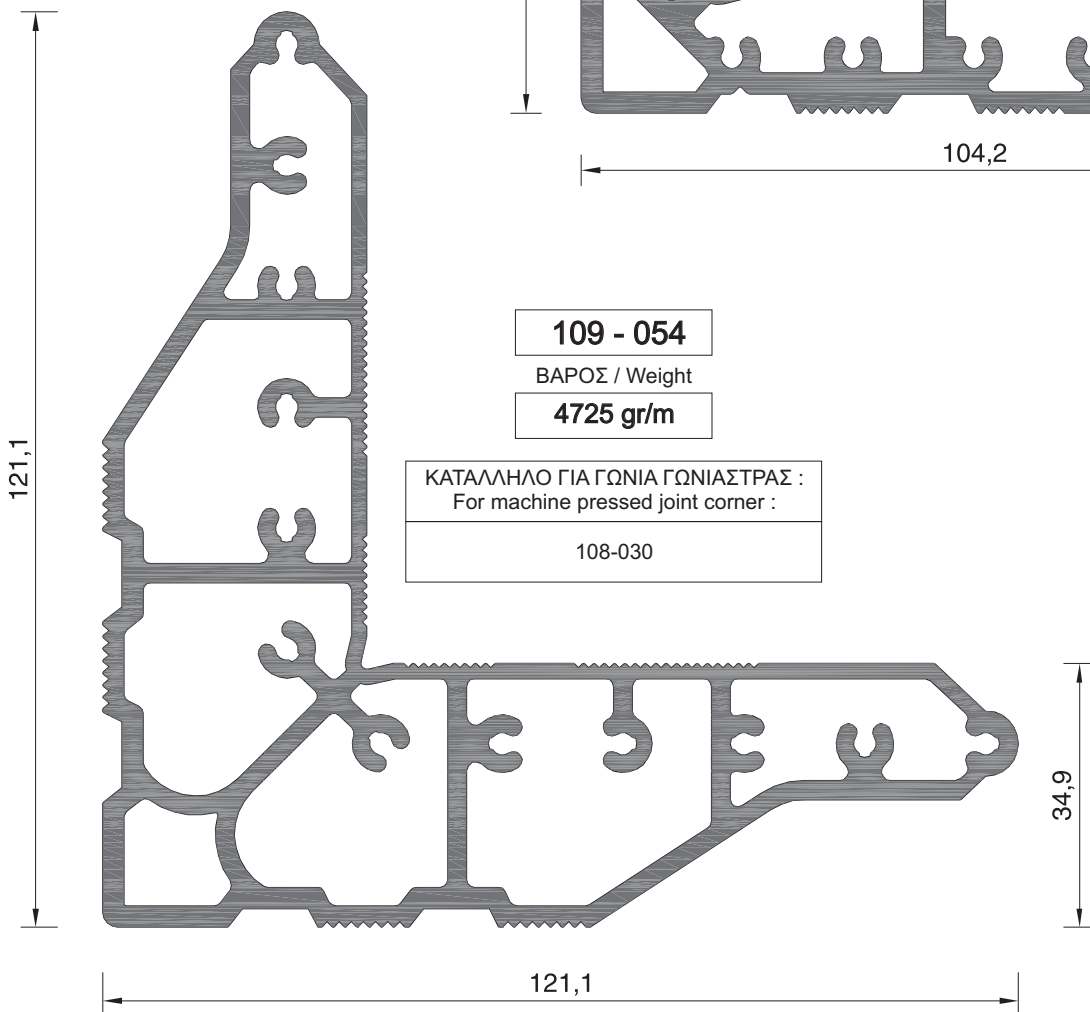 104,2
109 - 054
ΒΑΡΟΣ / Weight
4725 gr/m
ΚΑΤΑΛΛΗΛΟ ΓΙΑ ΓΩΝΙΑ ΓΩΝΙΑΣΤΡΑΣ :
For machine pressed joint corner :
108-030
121,1
34,9
121,1